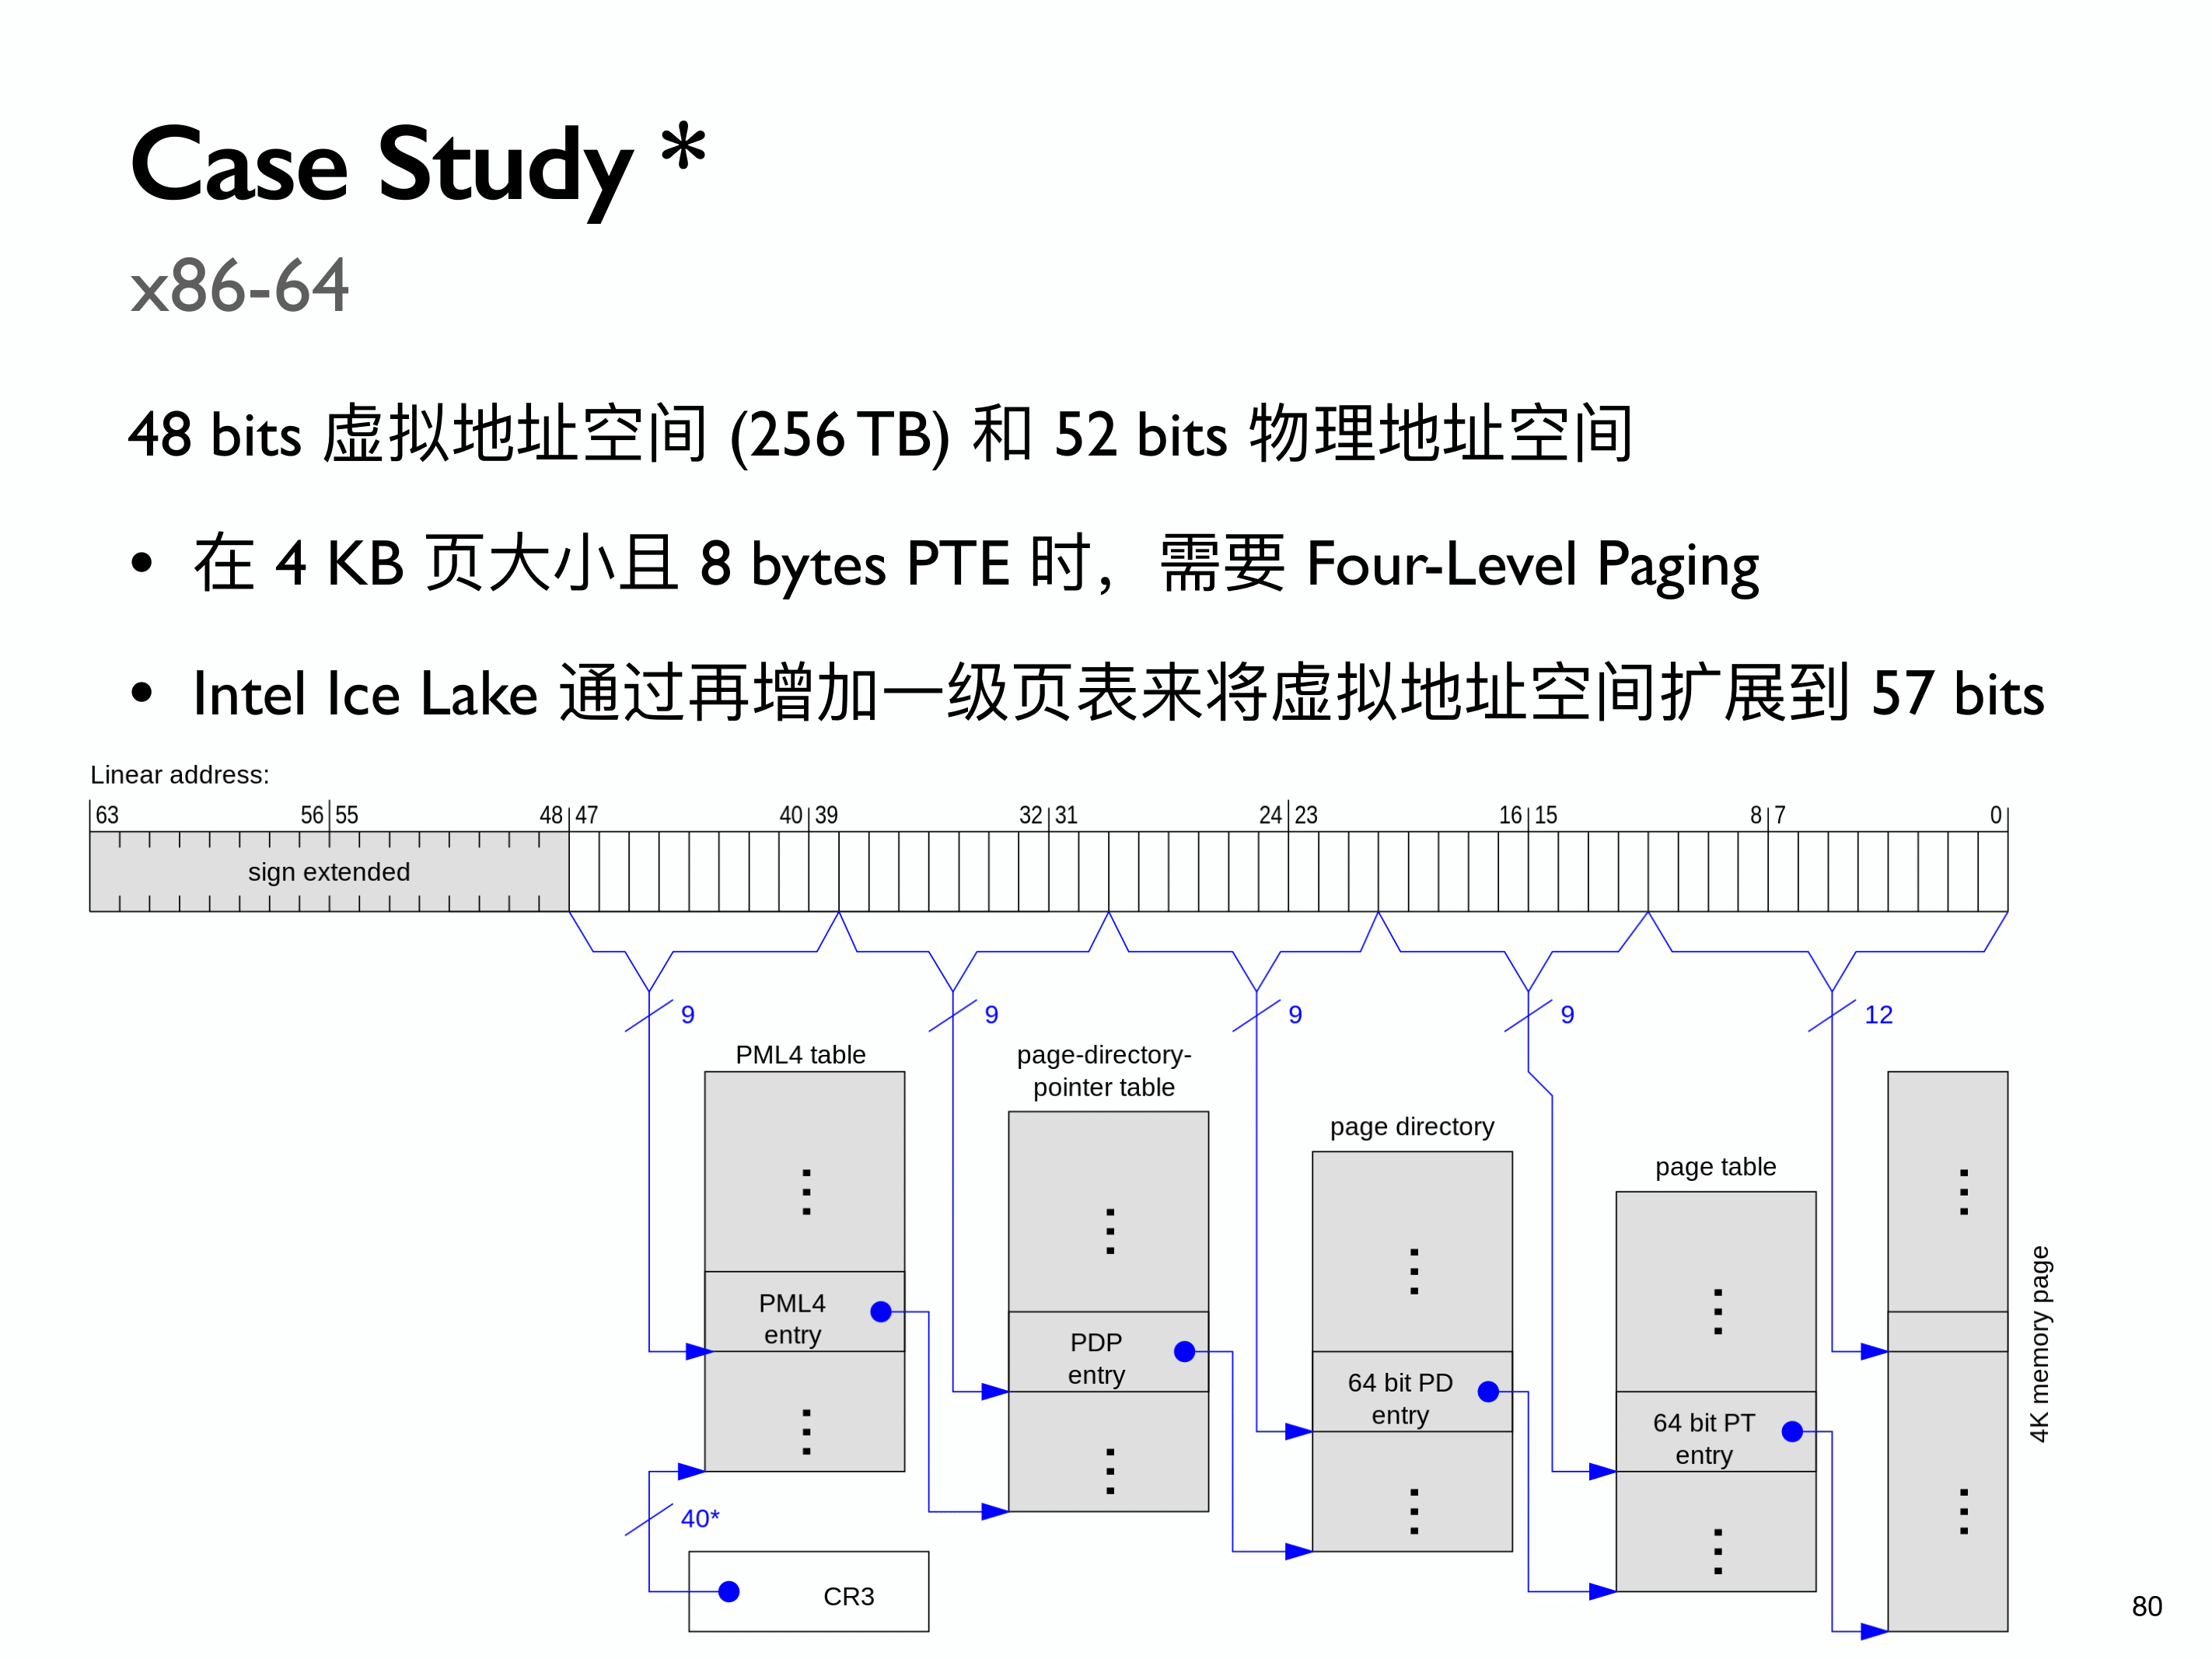 Case Study *
x86-64
48 bits 虚拟地址空间 (256 TB) 和 52 bits 物理地址空间
• 在 4 KB 页大小且 8 bytes PTE 时，需要 Four-Level Paging
• Intel Ice Lake 通过再增加一级页表来将虚拟地址空间扩展到 57 bits
Linear address:
63 56 55 48 47 40 39 32 31 24 23 16 15 8 7 0
sign extended
9 9 9 9 12
PML4 table
page-directory-
pointer table
page directory
page table
PML4
entry
PDP
entry
64 bit PD
entry
64 bit PT
entry
4K memory page
40*
CR3
80